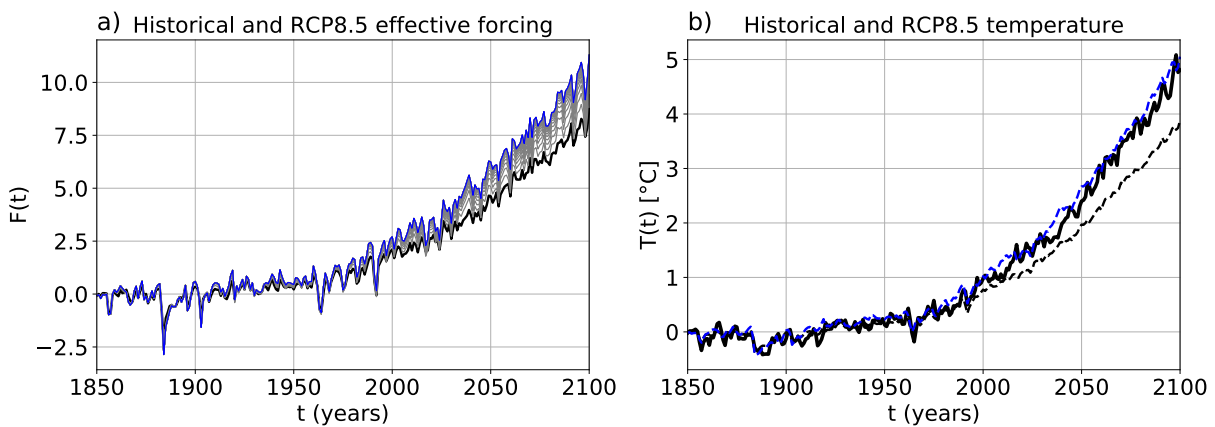 a) Historical and RCP8.5 effective forcing
10.0
7.5
5.0
2.5
0.0
−2.5
F(t)
1850 1900 1950 2000 2050 2100
t (years)
b) Historical and RCP8.5 temperature
5
4
3
2
1
0
T(t) [°C]
1850 1900 1950 2000 2050 2100
t (years)